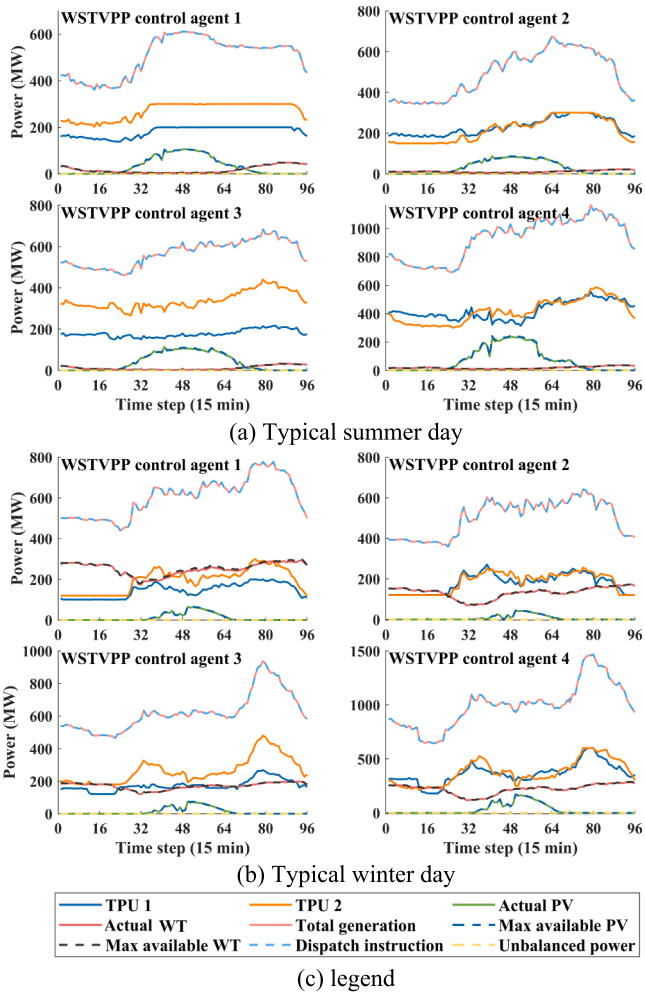 WSTVPP control agent 1
WSTVPP control agent 2
Power (MW)
600
400
200
0
0 16 32 48 64 80 96
800
600
400
200
0
0 16 32 48 64 80 96
WSTVPP control agent 3
WSTVPP control agent 4
Power (MW)
800
600
400
200
0
0 16 32 48 64 80 96
Time step (15 min)
1000
800
600
400
200
0
0 16 32 48 64 80 96
Time step (15 min)
(a) Typical summer day
WSTVPP control agent 1
WSTVPP control agent 2
Power (MW)
800
600
400
200
0
0 16 32 48 64 80 96
800
600
400
200
0
0 16 32 48 64 80 96
WSTVPP control agent 3
WSTVPP control agent 4
Power (MW)
1000
800
600
400
200
0
0 16 32 48 64 80 96
Time step (15 min)
1500
1000
500
0
0 16 32 48 64 80 96
Time step (15 min)
(b) Typical winter day
TPU 1 TPU 2 Actual PV
Actual WT Total generation Max available PV
Max available WT Dispatch instruction Unbalanced power
(c) legend